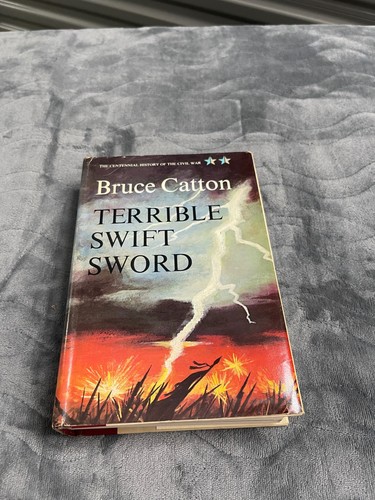 THE CENTENNIAL HISTORY OF THE CIVIL WAR
Bruce Catton
TERRIBLE
SWIFT
SWORD